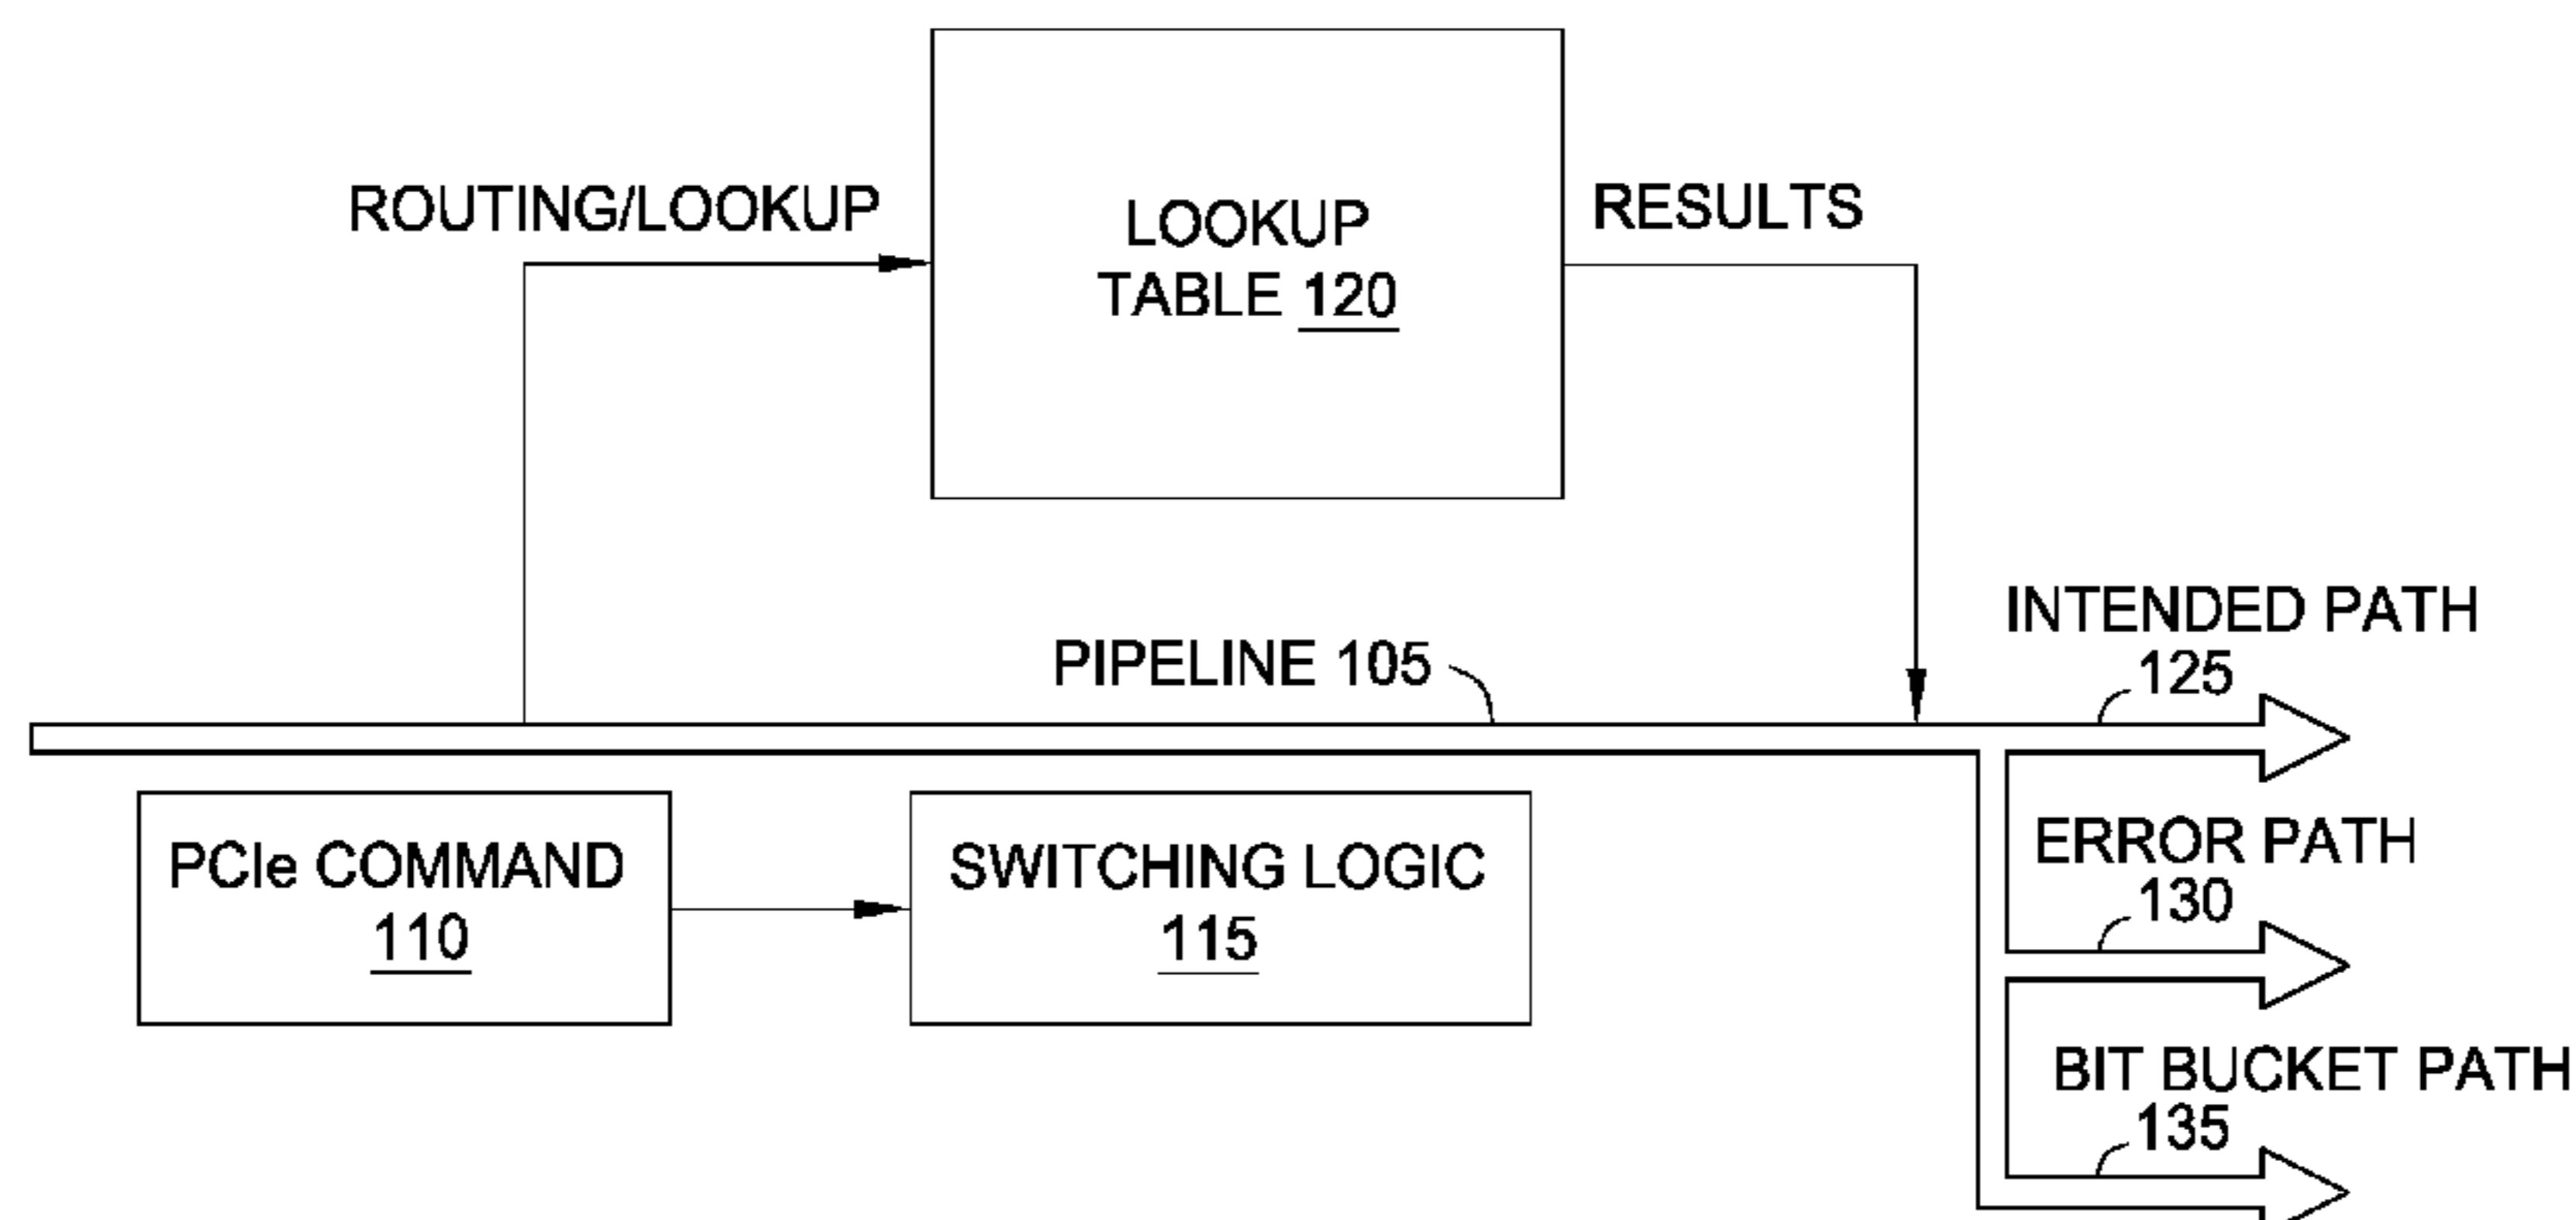 ROUTING/LOOKUP
LOOKUP
TABLE 120
RESULTS
PIPELINE 105
INTENDED PATH
125
PCIe COMMAND
110
SWITCHING LOGIC
115
ERROR PATH
130
BIT BUCKET PATH
135